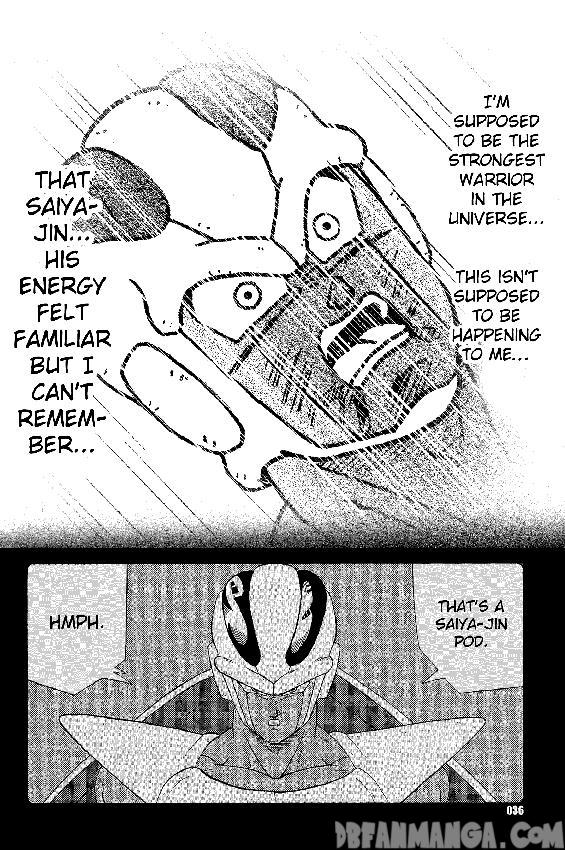 I'M
SUPPOSED
TO BE THE
STRONGEST
WARRIOR
IN THE
UNIVERSE...
THIS ISN'T
SUPPOSED
TO BE
HAPPENING
TO ME...
THAT
SAIYA-
JIN...
HIS
ENERGY
FELT
FAMILIAR
BUT I
CAN'T
REMEM-
BER...
THAT'S A
SAIYA-JIN
POD.
HMPH.
036
DBFANMANGA.COM